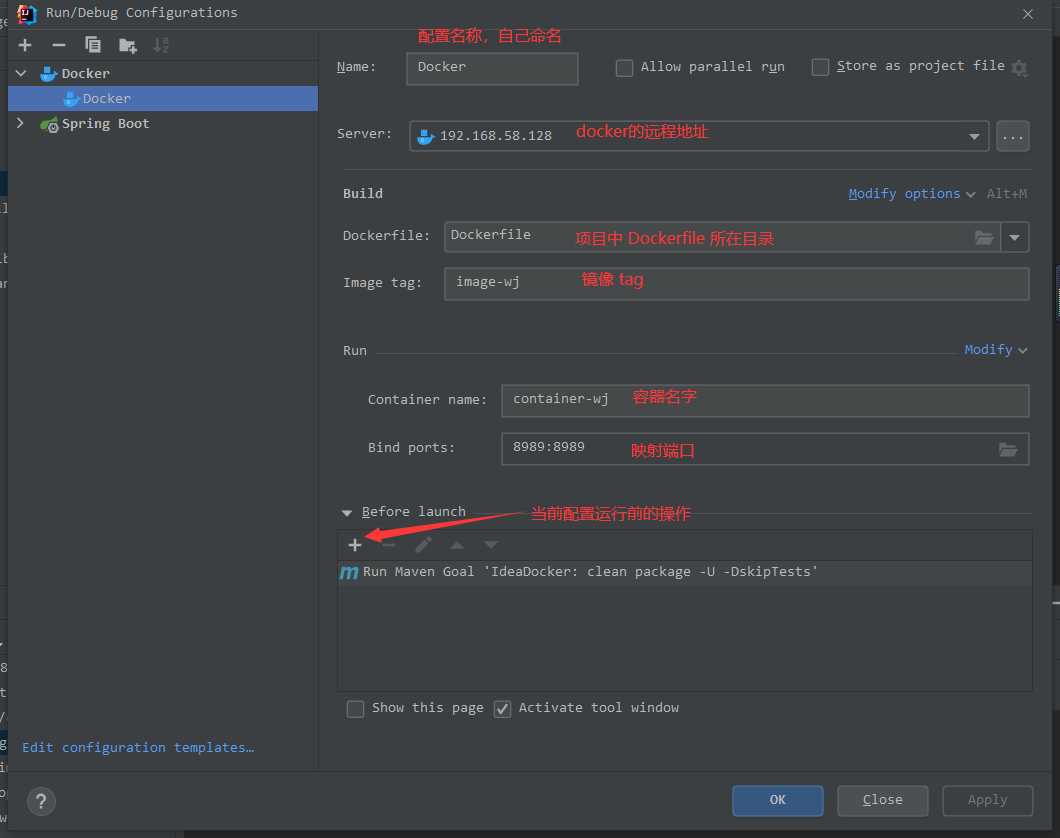 Run/Debug Configurations
配置名称，自己命名
Name: Docker Allow parallel run Store as project file
Docker
Docker
Spring Boot
Server: 192.168.58.128 docker的远程地址 ...
Build Modify options Alt+M
Dockerfile: Dockerfile 项目中 Dockerfile 所在目录
Image tag: image-wj 镜像 tag
Run Modify
Container name: container-wj 容器名字
Bind ports: 8989:8989 映射端口
Before launch 当前配置运行前的操作
Run Maven Goal 'IdeaDocker: clean package -U -DskipTests'
Show this page Activate tool window
Edit configuration templates…
? OK Close Apply